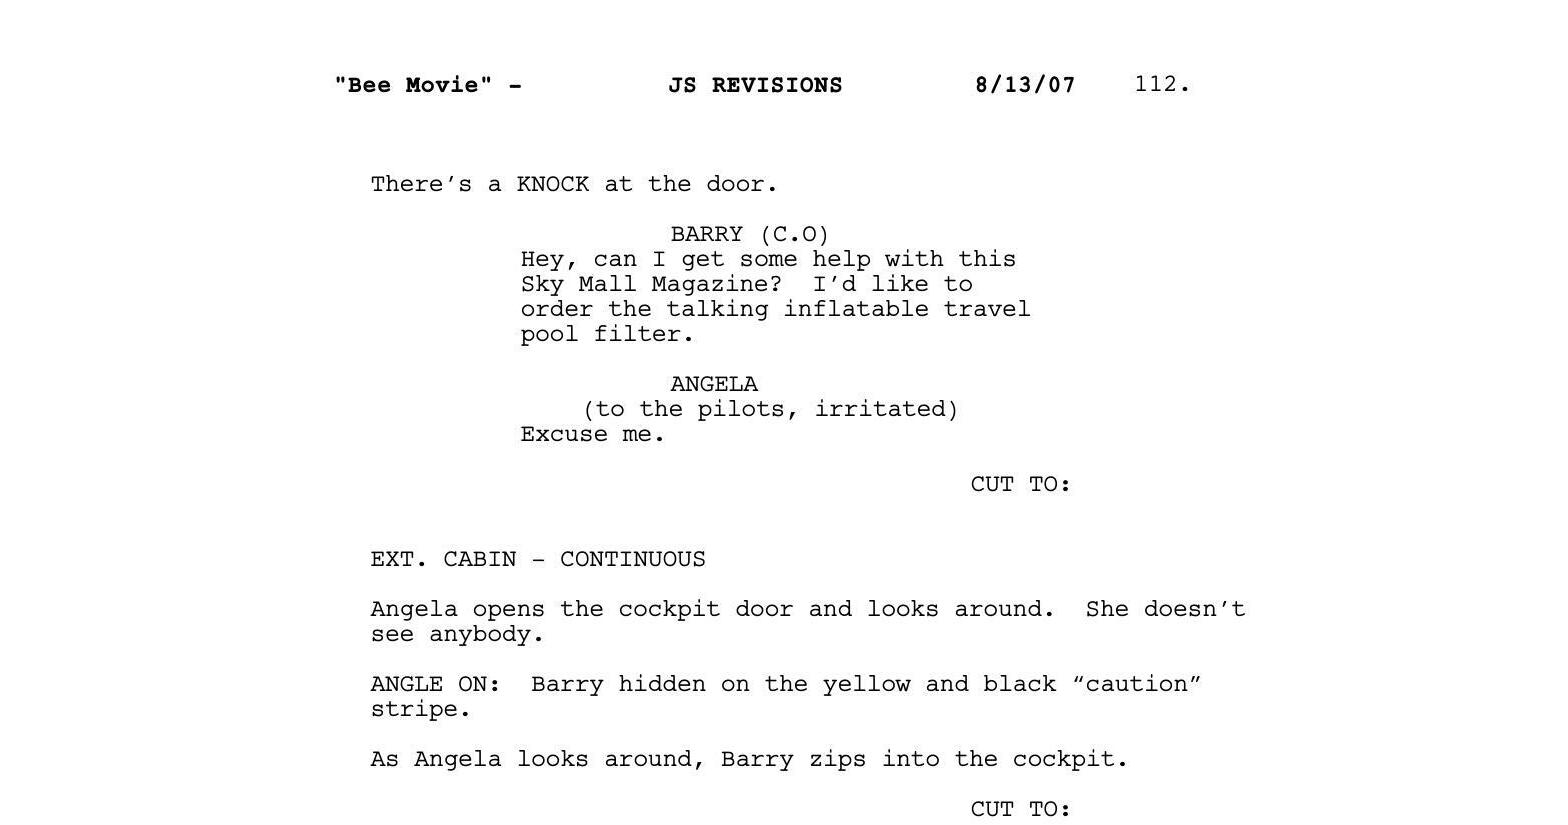 "Bee Movie" - JS REVISIONS 8/13/07 112.
There’s a KNOCK at the door.
BARRY (C.O)
Hey, can I get some help with this
Sky Mall Magazine?  I’d like to
order the talking inflatable travel
pool filter.
ANGELA
(to the pilots, irritated)
Excuse me.
CUT TO:
EXT. CABIN - CONTINUOUS
Angela opens the cockpit door and looks around.  She doesn’t
see anybody.
ANGLE ON:  Barry hidden on the yellow and black “caution”
stripe.
As Angela looks around, Barry zips into the cockpit.
CUT TO: